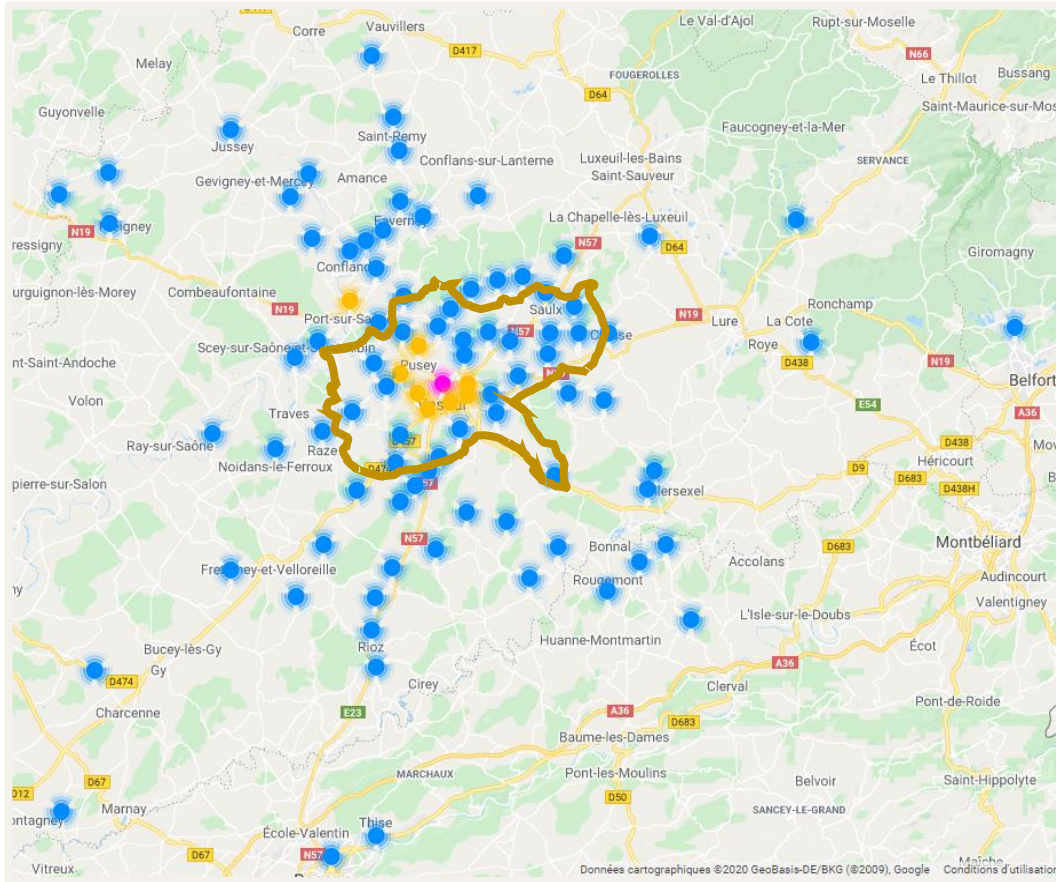 Corre
Vauvillers
Le Val-d'Ajol
Rupt-sur-Moselle
D417
N66
Melay
FOUGEROLLES
Le Thillot
Bussang
D64
Saint-Maurice-sur-Mos
Guyonvelle
Faucogney-et-la-Mer
Saint-Remy
Jussey
Conflans-sur-Lanterne
Luxeuil-les-Bains
Saint-Sauveur
SERVANCE
Gevigney-et-Mercey
Amance
La Chapelle-lès-Luxeuil
N19
ressigny
N57
D64
Giromagny
Combeaufontaine
urguignon-lès-Morey
N19
Port-sur-Sa
Saulx
Ronchamp
N19
Lure
La Cote
Roye
N57
Scey-sur-Saône-et-S
D438
N19
nt-Saint-Andoche
Pusey
Belfort
Volon
Traves
E54
A36
Ray-sur-Saône
Raze
D438
Noidans-le-Ferroux
D9
Héricourt
D683
D438H
pierre-sur-Salon
N57
Bonnal
D683
Montbéliard
Accolans
Rougemont
Audincourt
Valentigney
L'Isle-sur-le-Doubs
Huanne-Montmartin
Écot
Rioz
Bucey-lès-Gy
Gy
A36
D474
Cirey
Clerval
Pont-de-Roide
E23
A36
D683
Charcenne
Baume-les-Dames
MARCHAUX
Pont-les-Moulins
Belvoir
Saint-Hippolyte
D67
D12
D50
SANCEY-LE-GRAND
Marnay
École-Valentin
Thise
D67
N57
Vitreux
Données cartographiques ©2020 GeoBasis-DE/BKG (©2009), Google
Conditions d'utilisatio